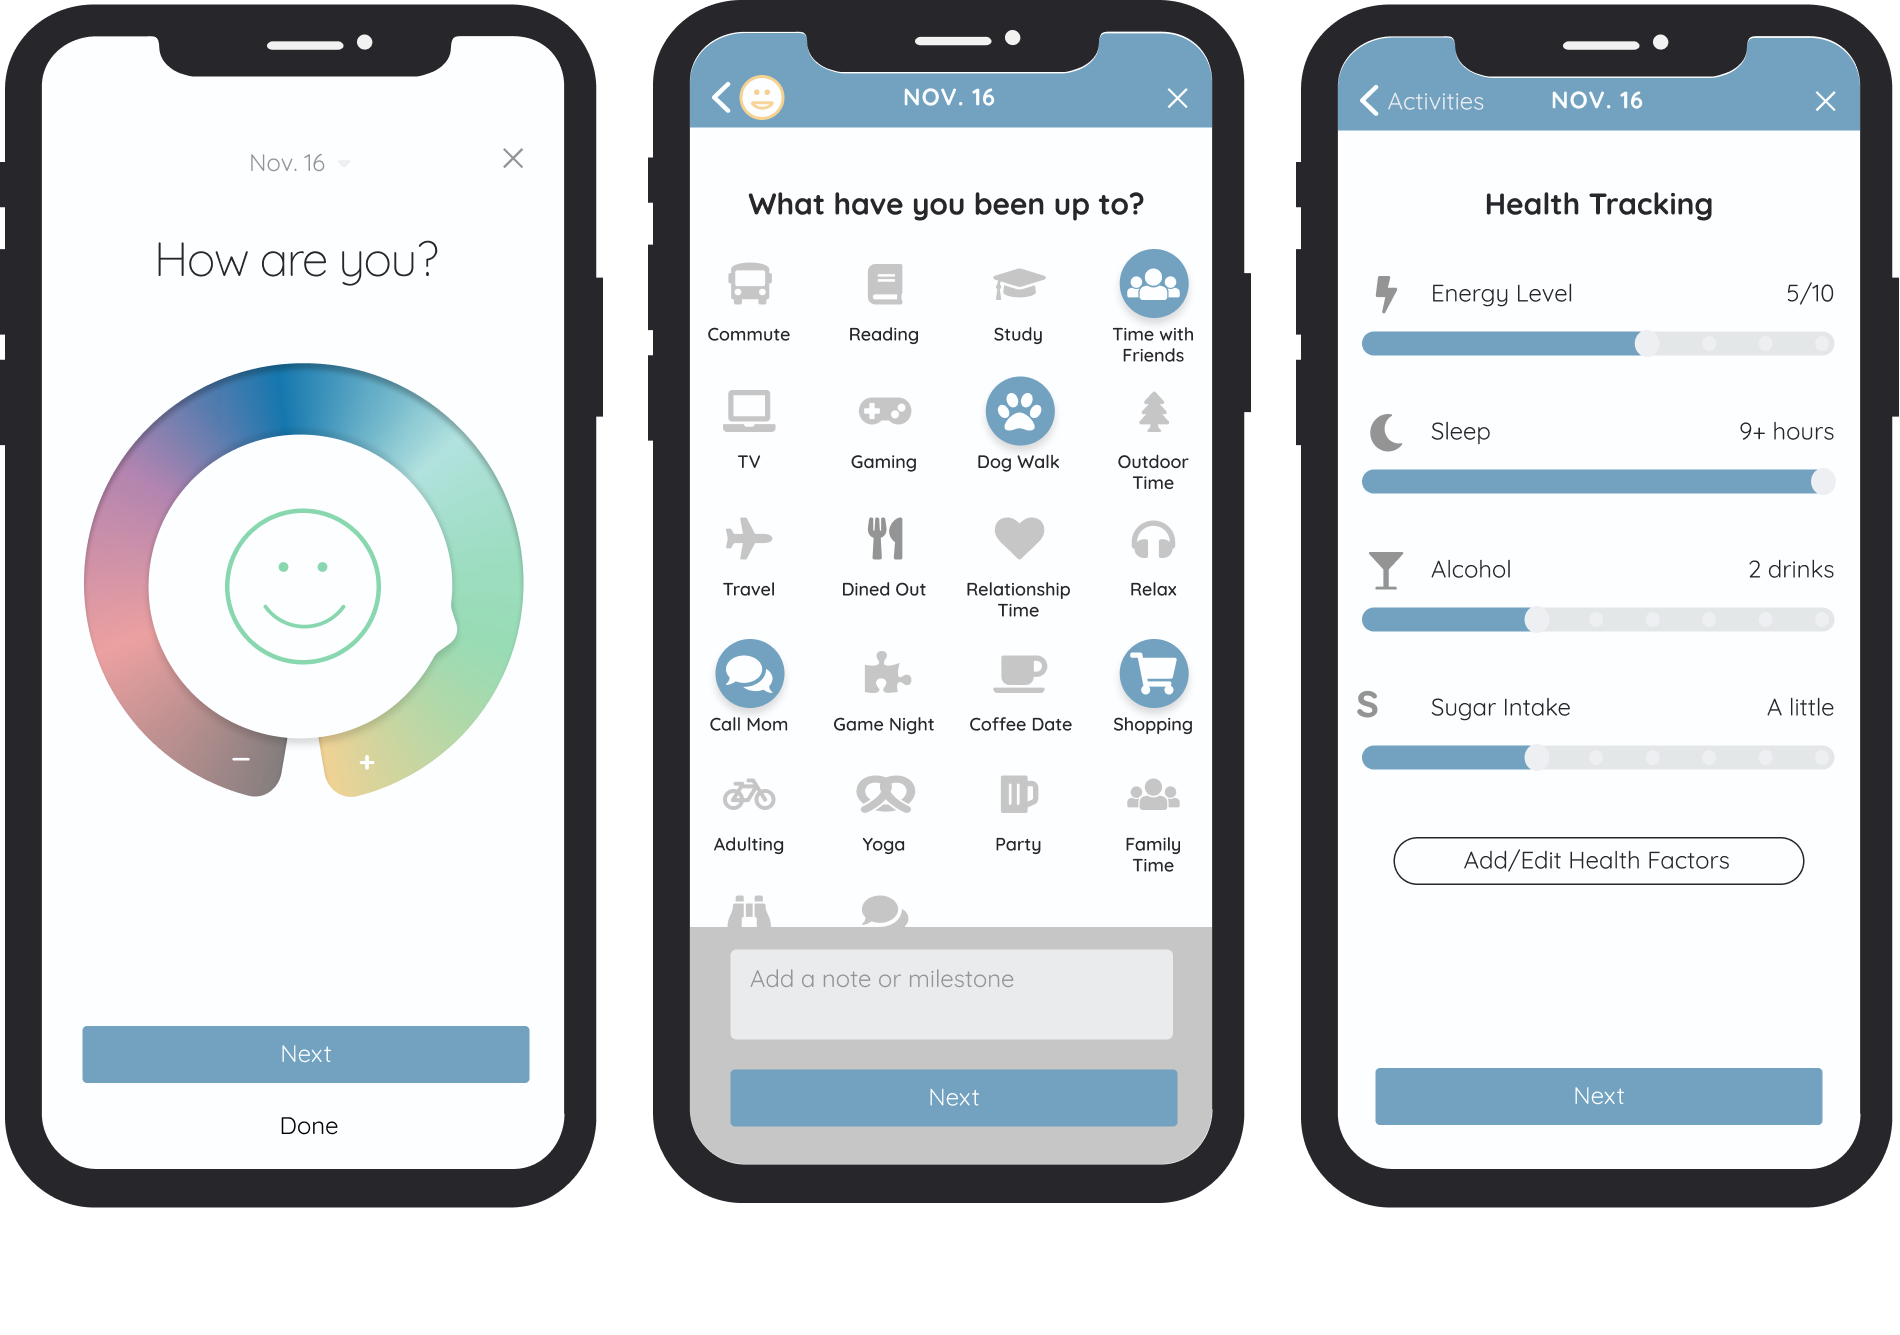 Nov. 16
How are you?
−
+
Next
Done
NOV. 16
What have you been up to?
Commute
Reading
Study
Time with
Friends
TV
Gaming
Dog Walk
Outdoor
Time
Travel
Dined Out
Relationship
Time
Relax
Call Mom
Game Night
Coffee Date
Shopping
Adulting
Yoga
Party
Family
Time
Add a note or milestone
Next
Activities
NOV. 16
Health Tracking
Energy Level
5/10
Sleep
9+ hours
Alcohol
2 drinks
S
Sugar Intake
A little
Add/Edit Health Factors
Next